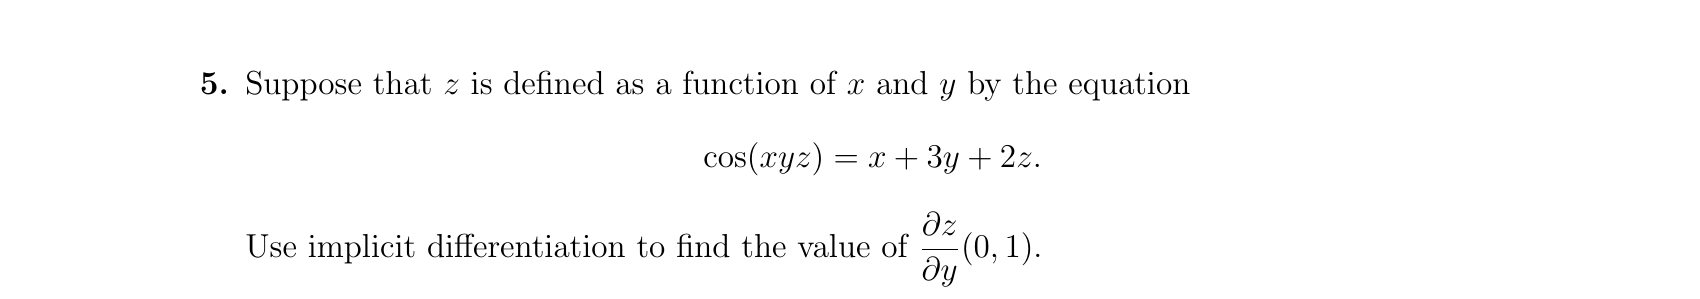 5. Suppose that z is defined as a function of x and y by the equation
cos(xyz) = x + 3y + 2z.
Use implicit differentiation to find the value of ∂z/∂y(0, 1).